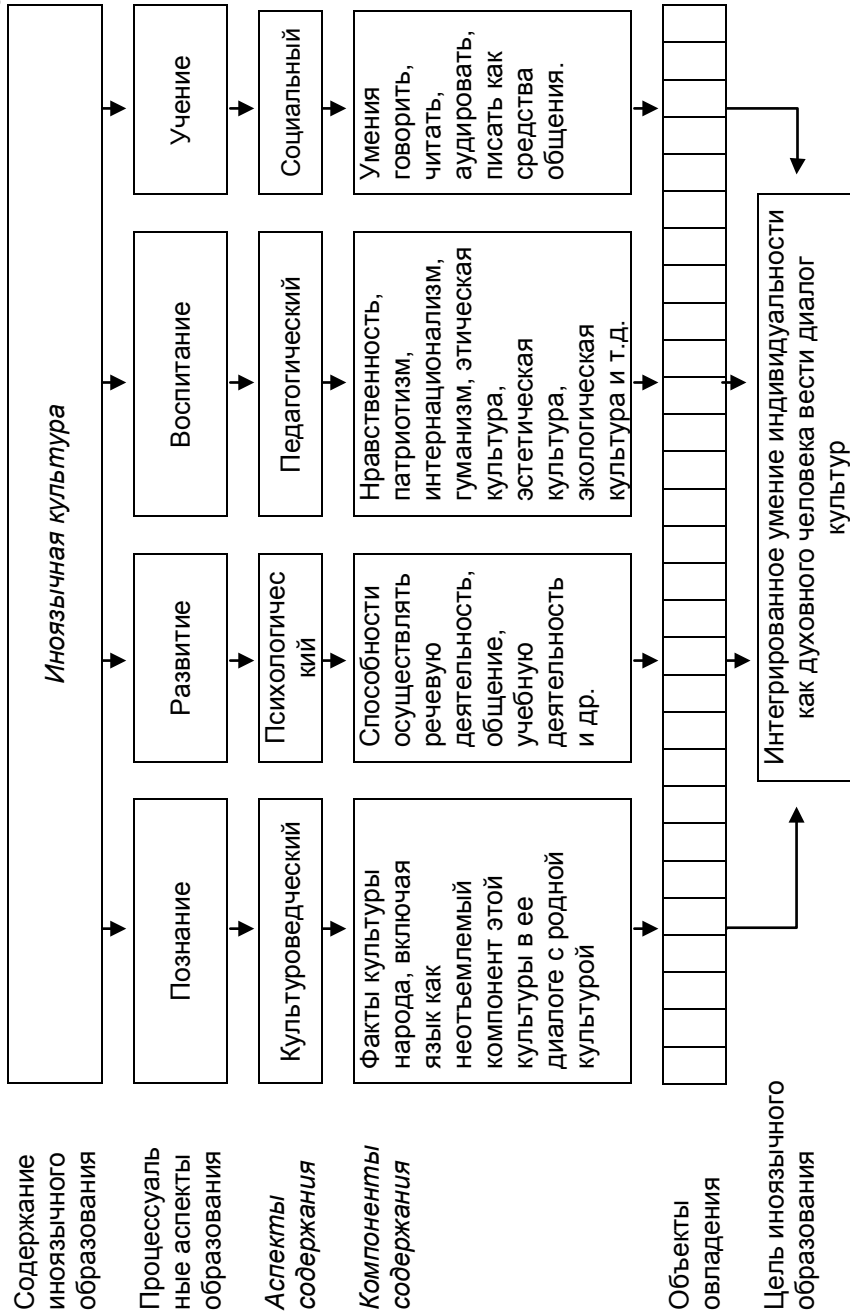 Содержание
иноязычного
образования
Иноязычная культура
Процессуаль
ные аспекты
образования
Познание
Развитие
Воспитание
Учение
Аспекты
содержания
Культуроведческий
Психологичес
кий
Педагогический
Социальный
Компоненты
содержания
Факты культуры
народа, включая
язык как
неотъемлемый
компонент этой
культуры в ее
диалоге с родной
культурой
Способности
осуществлять
речевую
деятельность,
общение,
учебную
деятельность
и др.
Нравственность,
патриотизм,
интернационализм,
гуманизм, этическая
культура,
эстетическая
культура,
экологическая
культура и т.д.
Умения
говорить,
читать,
аудировать,
писать как
средства
общения.
Объекты
овладения
Цель иноязычного
образования
Интегрированное умение индивидуальности
как духовного человека вести диалог
культур